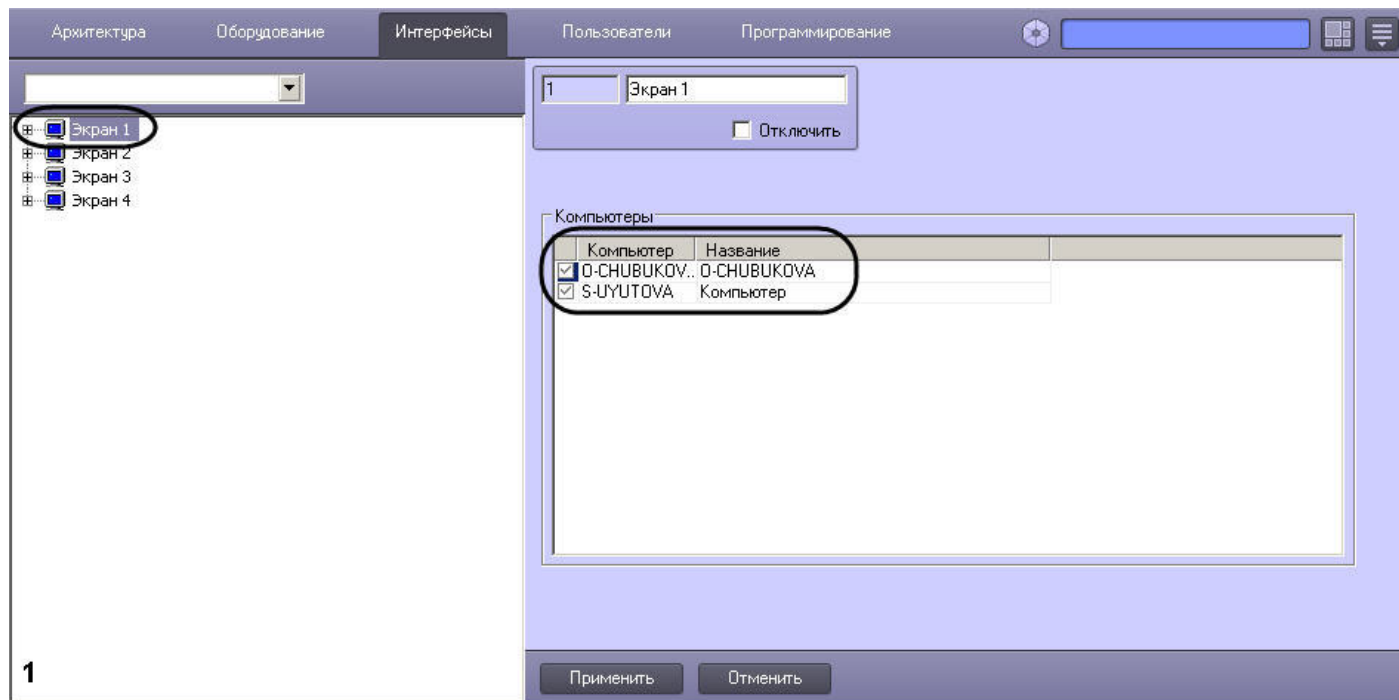 Архитектура Оборудование Интерфейсы Пользователи Программирование
Экран 1
Экран 2
Экран 3
Экран 4
1
1 Экран 1
Отключить
Компьютеры
Компьютер Название
O-CHUBUKOV.. O-CHUBUKOVA
S-UYUTOVA Компьютер
Применить Отменить